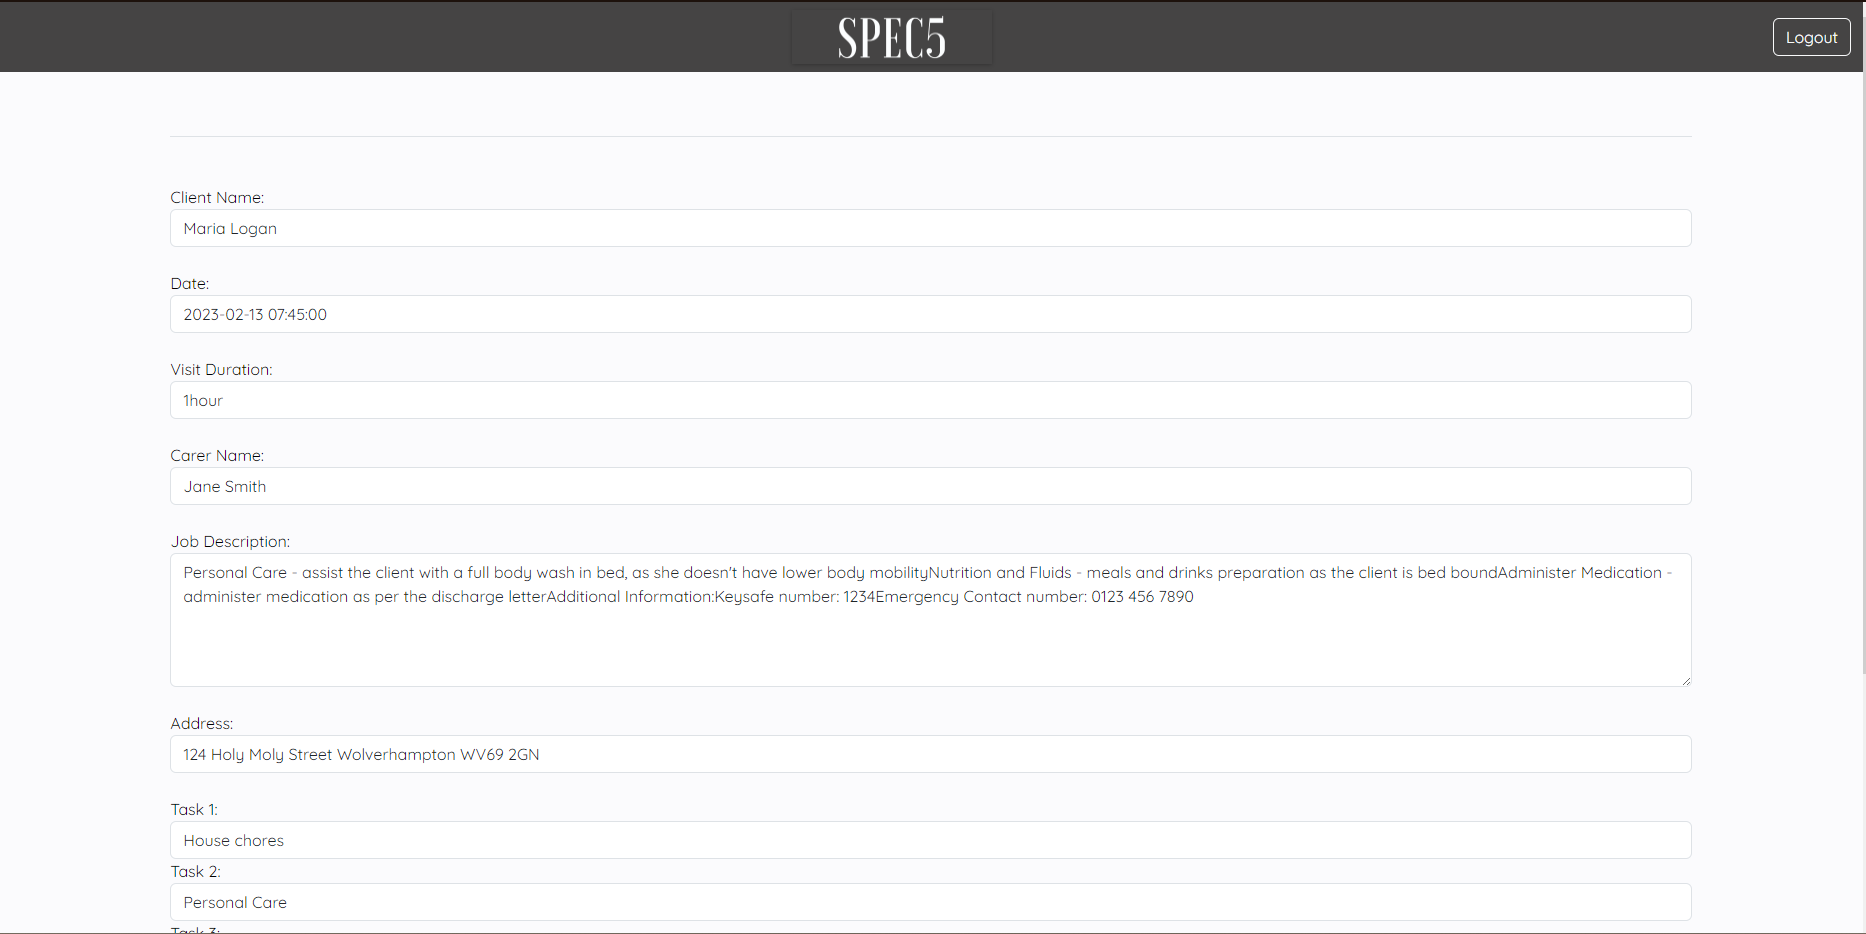 SPEC5
Logout
Client Name:
Maria Logan
Date:
2023-02-13 07:45:00
Visit Duration:
1hour
Carer Name:
Jane Smith
Job Description:
Personal Care - assist the client with a full body wash in bed, as she doesn't have lower body mobilityNutrition and Fluids - meals and drinks preparation as the client is bed boundAdminister Medication -
administer medication as per the discharge letterAdditional Information:Keysafe number: 1234Emergency Contact number: 0123 456 7890
Address:
124 Holy Moly Street Wolverhampton WV69 2GN
Task 1:
House chores
Task 2:
Personal Care
Task 3: